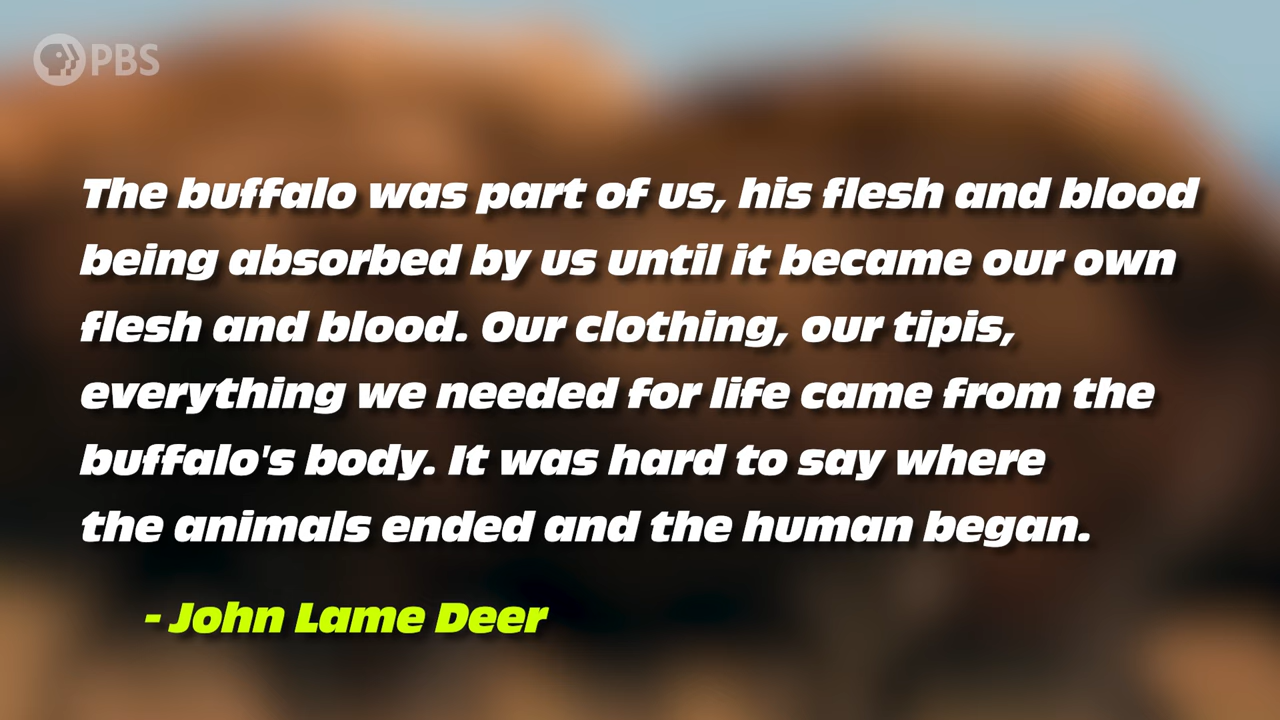 PBS
The buffalo was part of us, his flesh and blood
being absorbed by us until it became our own
flesh and blood. Our clothing, our tipis,
everything we needed for life came from the
buffalo's body. It was hard to say where
the animals ended and the human began.
- John Lame Deer